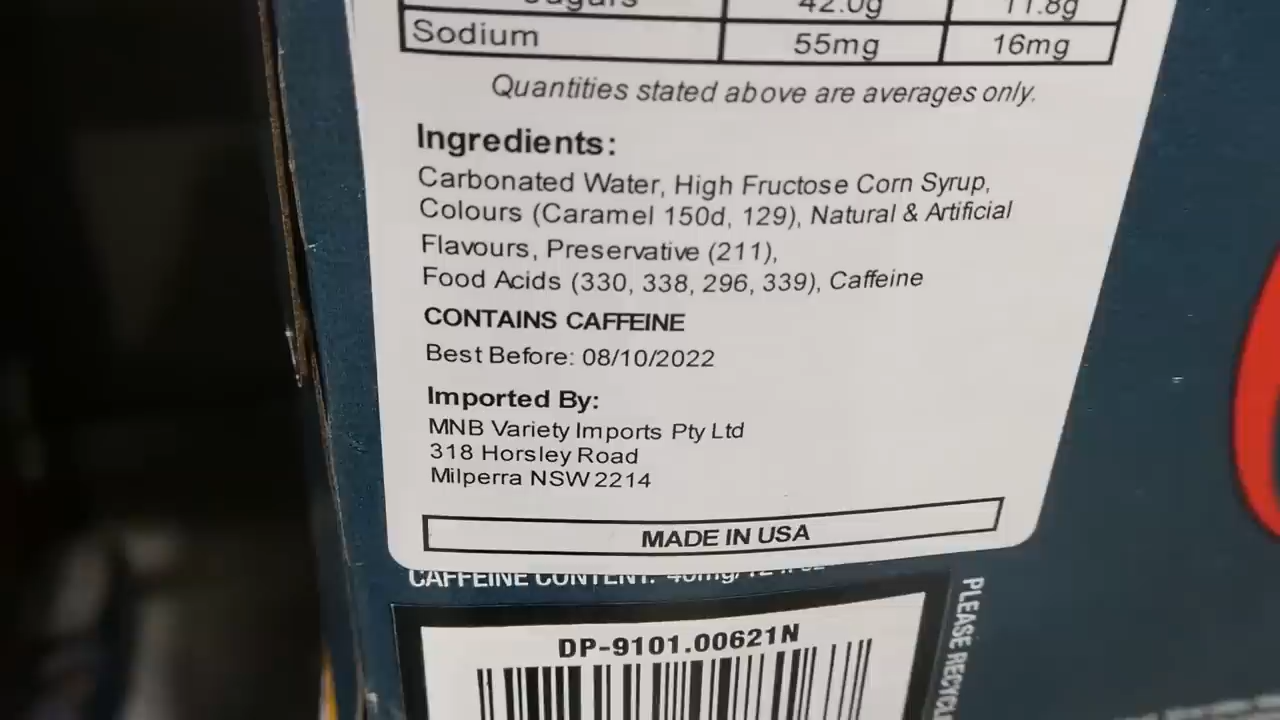 Sugars 42.0g 11.8g
Sodium 55mg 16mg
Quantities stated above are averages only.
Ingredients:
Carbonated Water, High Fructose Corn Syrup,
Colours (Caramel 150d, 129), Natural & Artificial
Flavours, Preservative (211),
Food Acids (330, 338, 296, 339), Caffeine
CONTAINS CAFFEINE
Best Before: 08/10/2022
Imported By:
MNB Variety Imports Pty Ltd
318 Horsley Road
Milperra NSW 2214
MADE IN USA
CAFFEINE CONTENT:
DP-9101.00621N
PLEASE